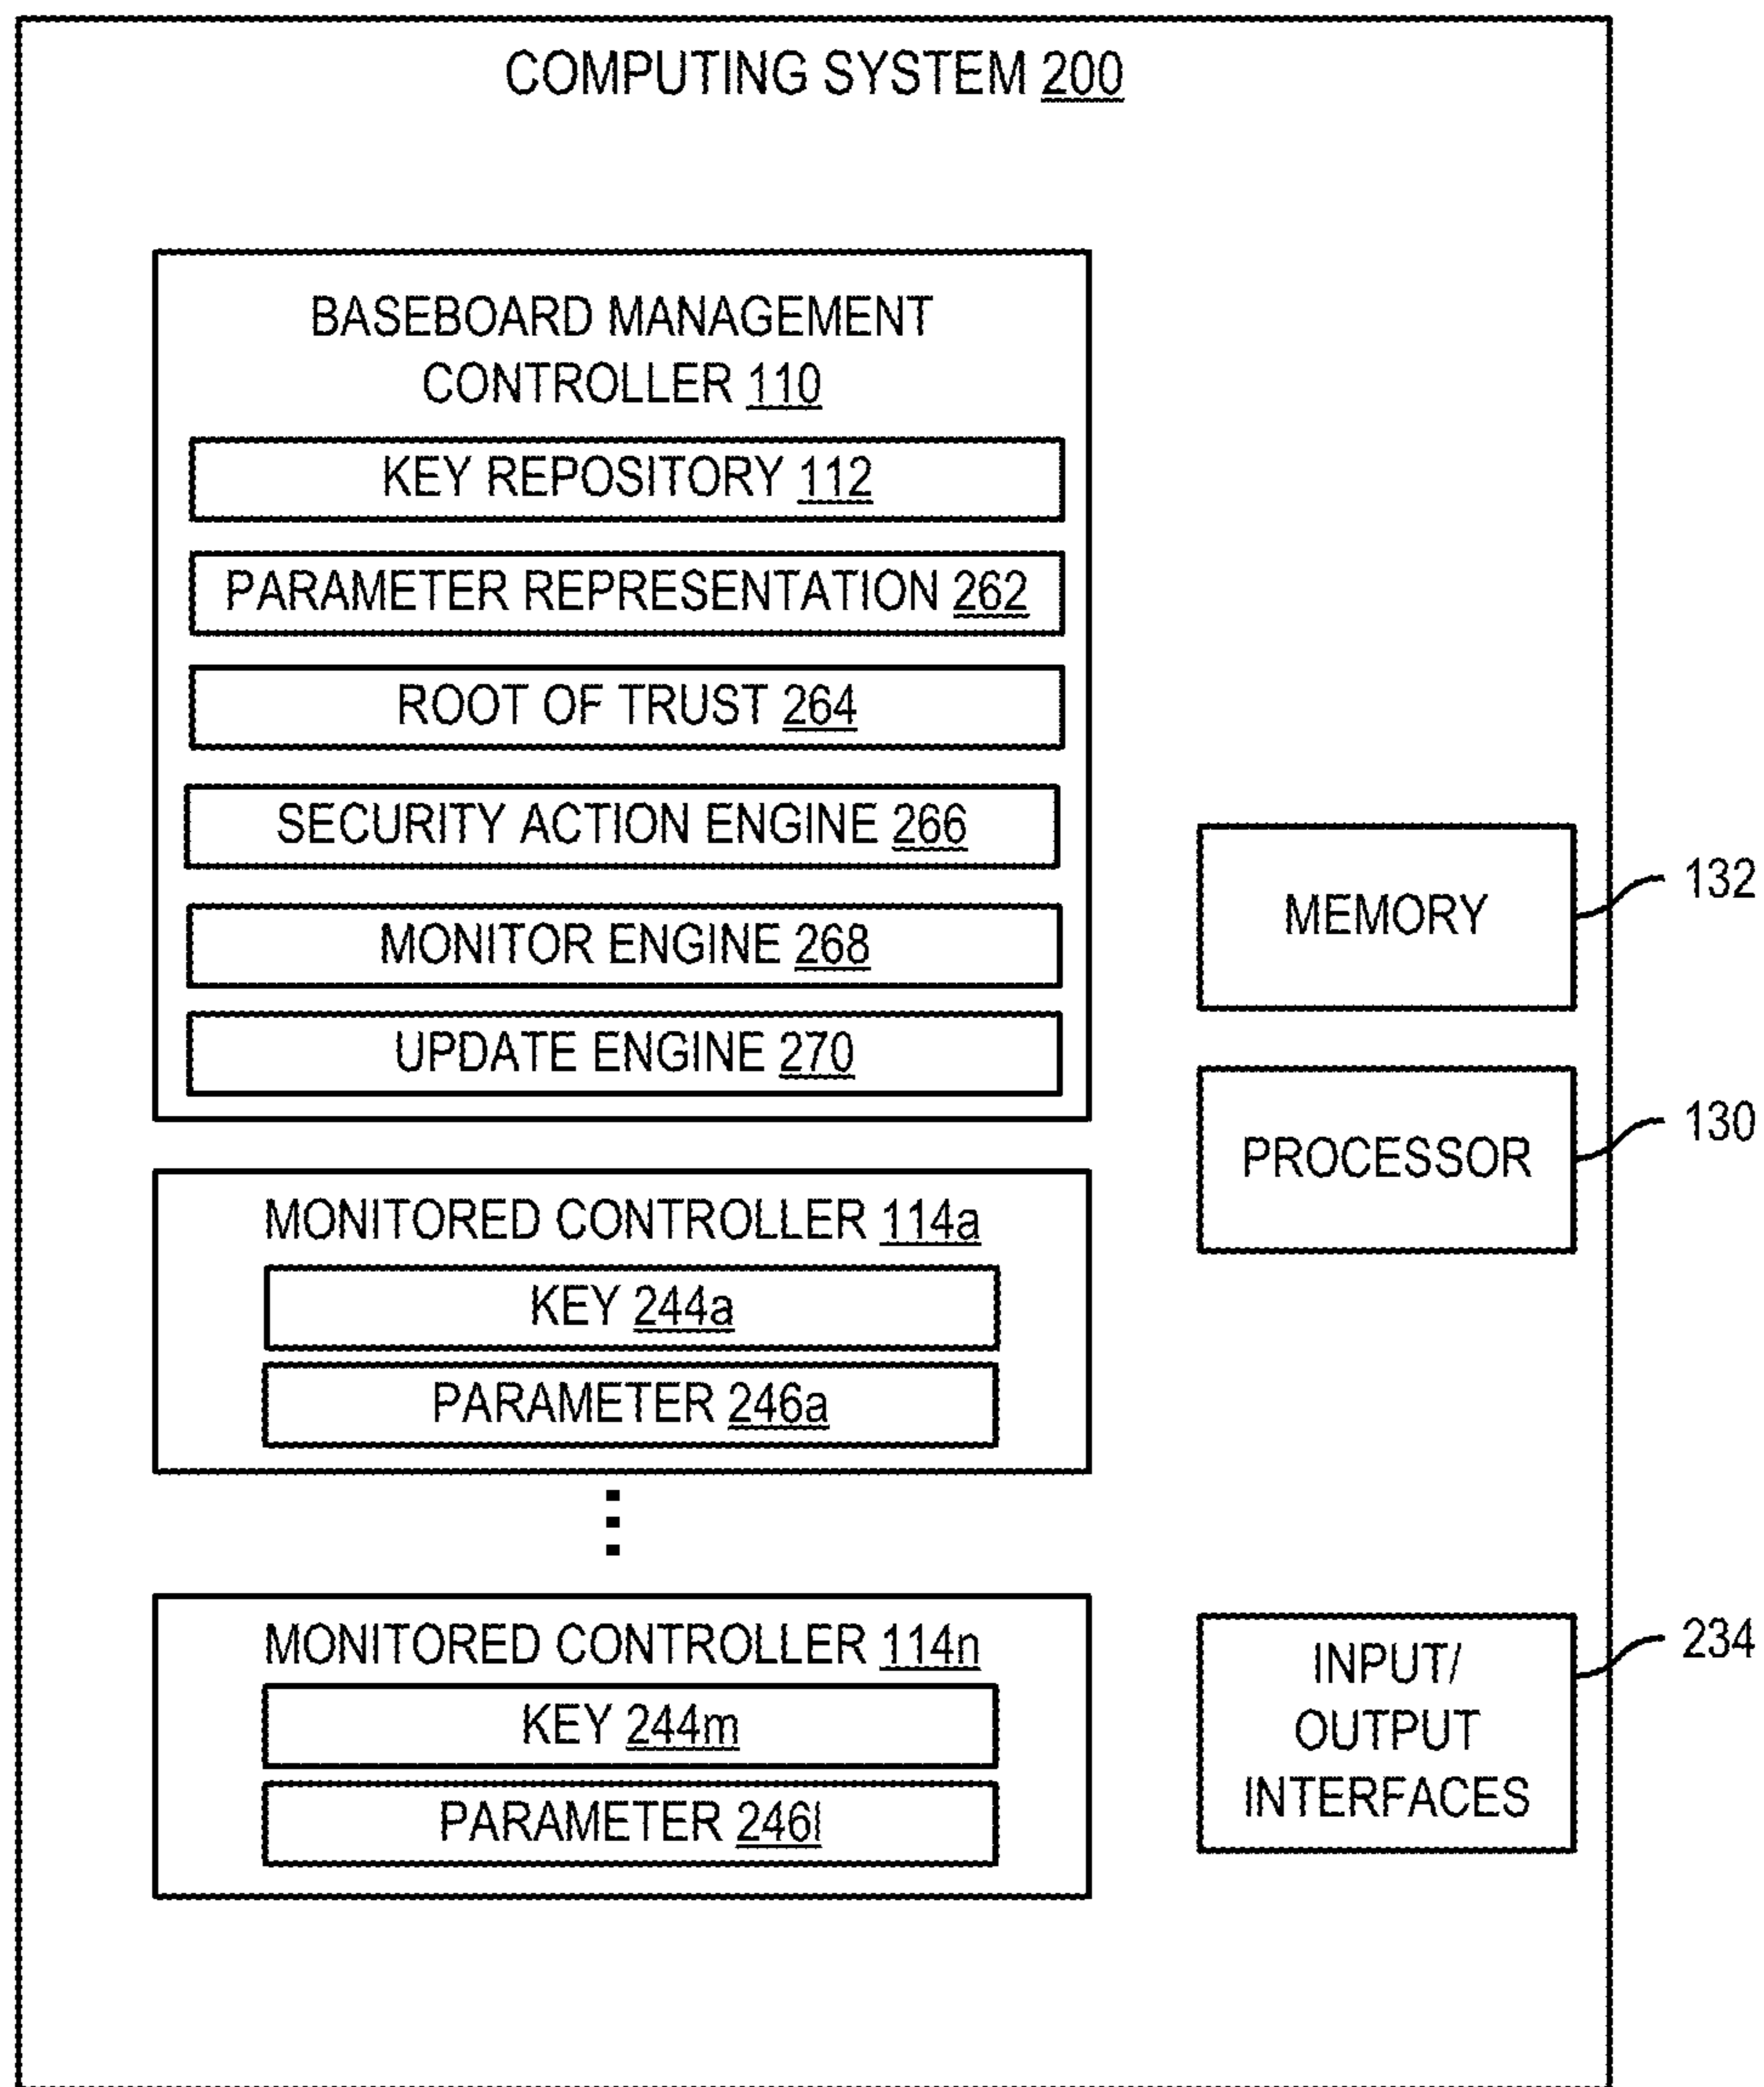 COMPUTING SYSTEM 200
BASEBOARD MANAGEMENT
CONTROLLER 110
KEY REPOSITORY 112
PARAMETER REPRESENTATION 262
ROOT OF TRUST 264
SECURITY ACTION ENGINE 266
MONITOR ENGINE 268
UPDATE ENGINE 270
MEMORY
132
PROCESSOR
130
MONITORED CONTROLLER 114a
KEY 244a
PARAMETER 246a
MONITORED CONTROLLER 114n
KEY 244m
PARAMETER 246l
INPUT/
OUTPUT
INTERFACES
234